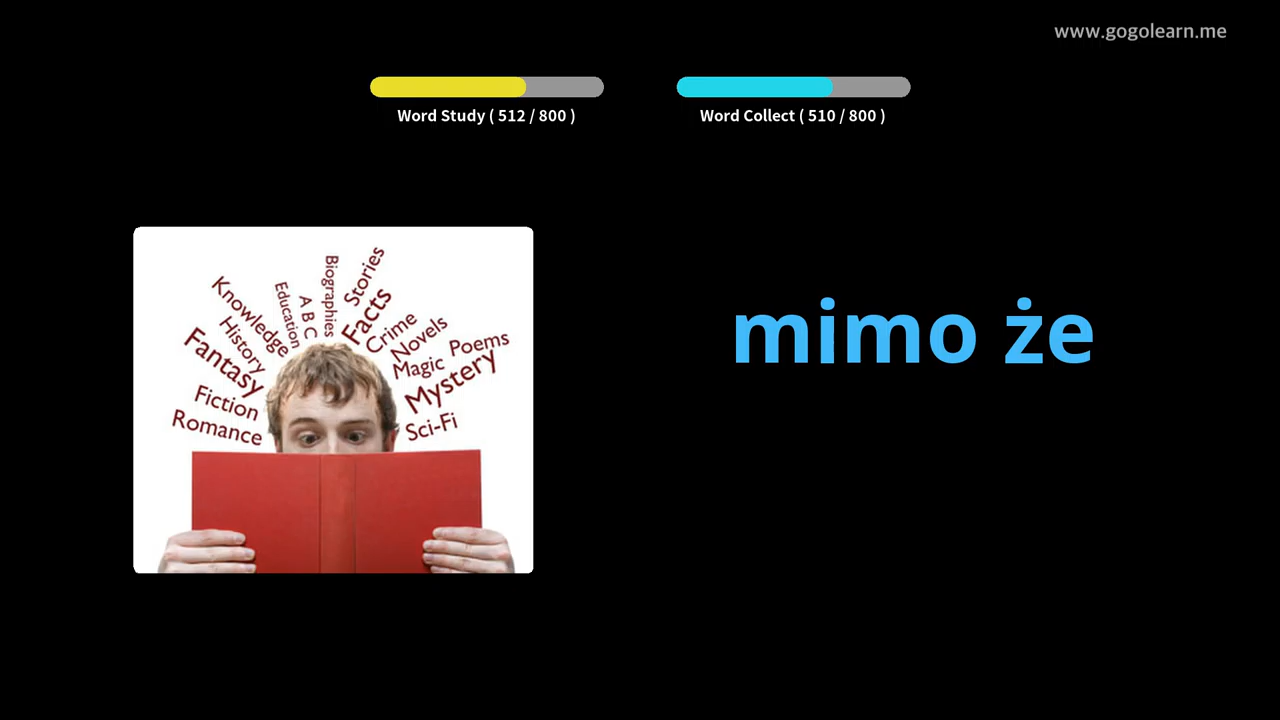 www.gogolearn.me
Word Study ( 512 / 800 )
Word Collect ( 510 / 800 )
Biographies
Stories
Education
A B C
Facts
Knowledge
Crime
History
Novels
Poems
Fantasy
Magic
Mystery
Fiction
Romance
Sci-Fi
mimo że